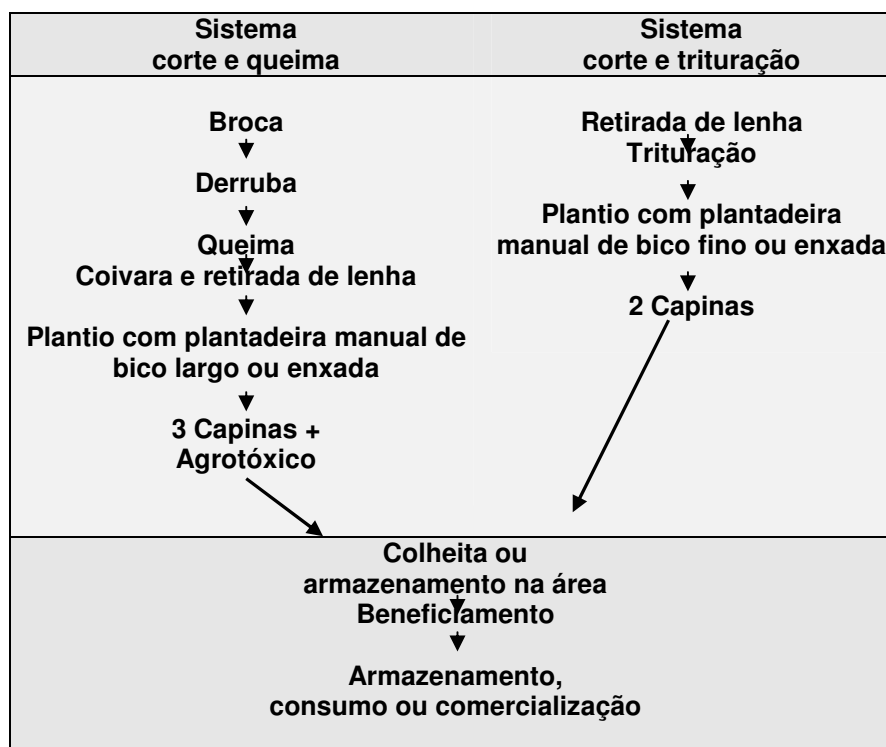 Sistema
corte e queima
Sistema
corte e trituração
Broca
Derruba
Queima
Coivara e retirada de lenha
Plantio com plantadeira manual de
bico largo ou enxada
3 Capinas +
Agrotóxico
Retirada de lenha
Trituração
Plantio com plantadeira
manual de bico fino ou enxada
2 Capinas
Colheita ou
armazenamento na área
Beneficiamento
Armazenamento,
consumo ou comercialização